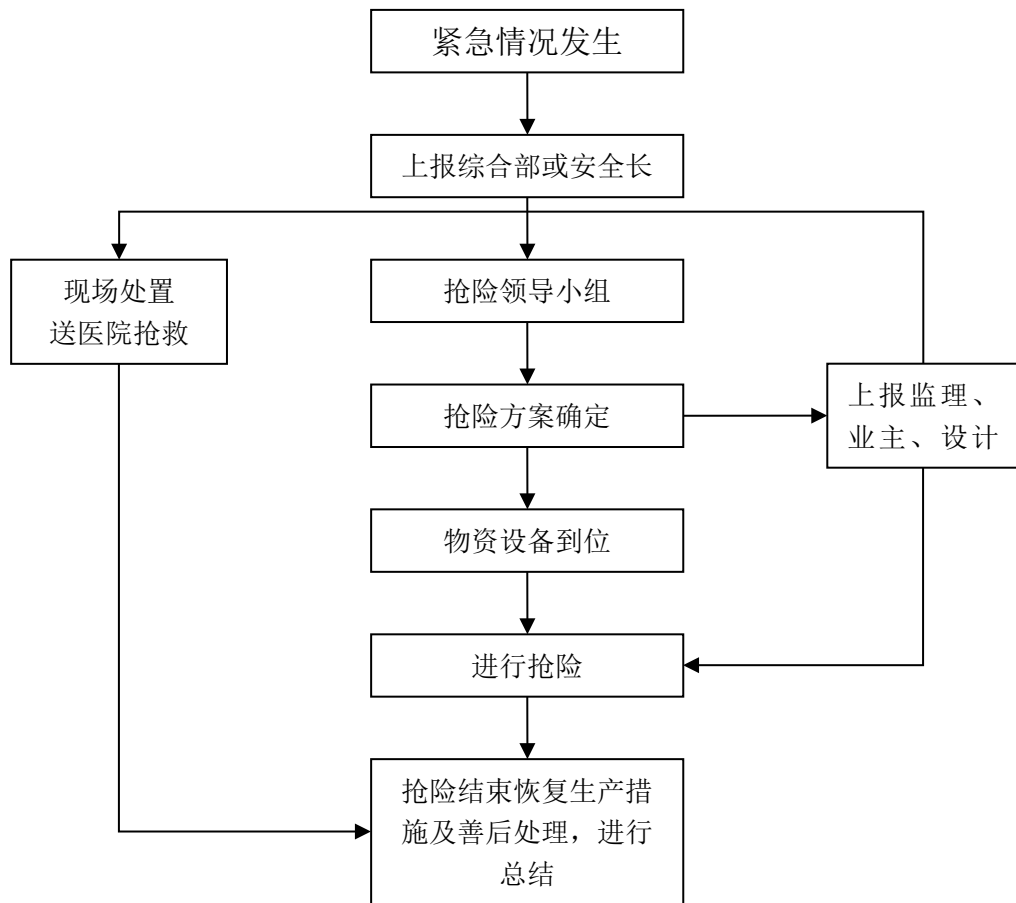 紧急情况发生
上报综合部或安全长
现场处置
送医院抢救
抢险领导小组
抢险方案确定
上报监理、
业主、设计
物资设备到位
进行抢险
抢险结束恢复生产措
施及善后处理，进行
总结